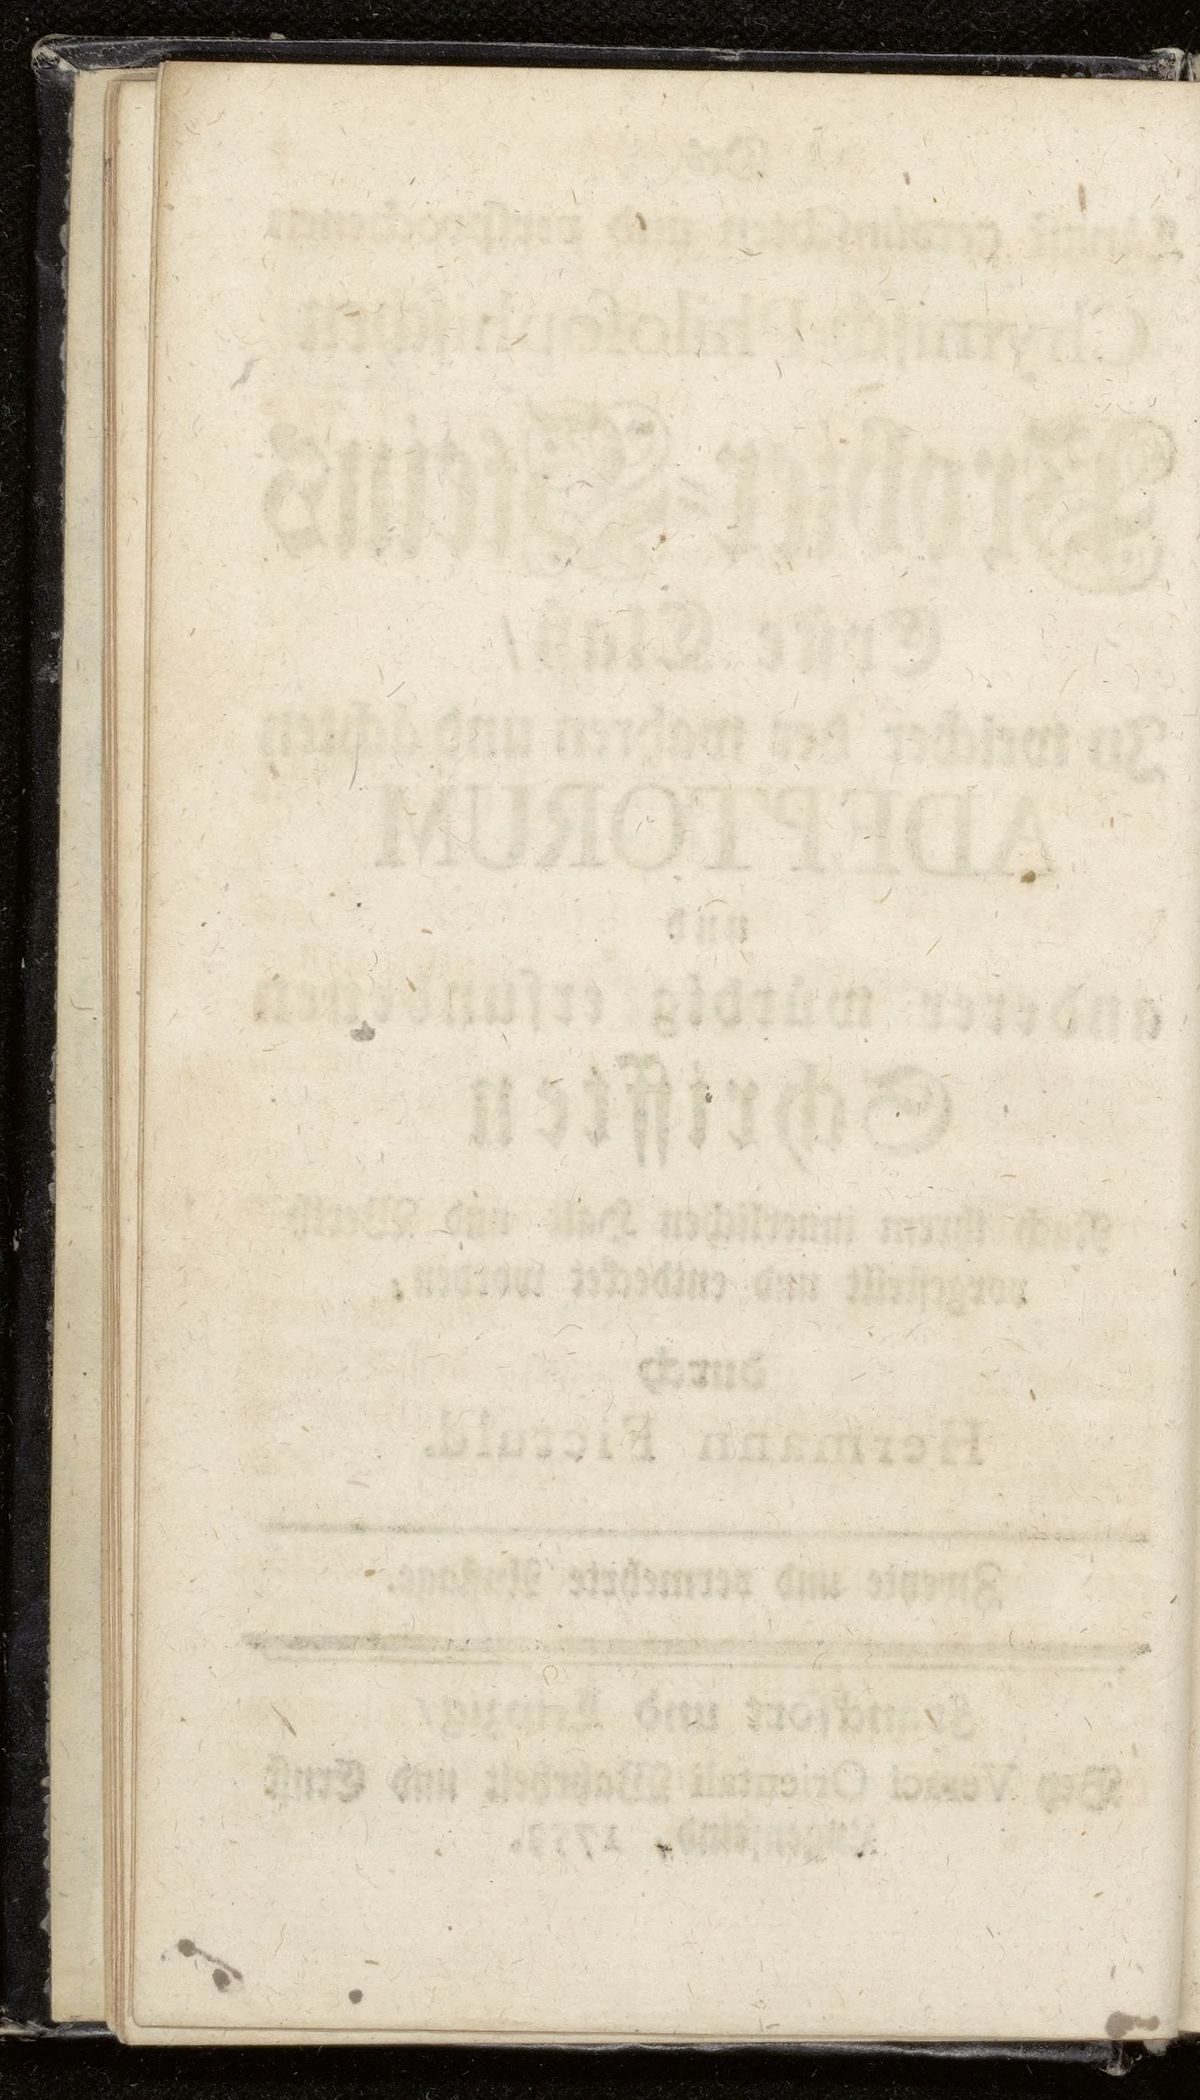 Des
Längst gewünschten und versprochenen
Chymisch-Philosophischen
Probier-Steins
Erste Claß/
In welcher der wahren und ächten
ADEPTORUM
und
anderer würdig erfundenen
Schrifften
Nach ihrem innerlichen Halt und Werth
vorgestellt und entdecket worden,
durch
Hermann Fictuld.
Zweyte und vermehrte Auflage.
Franckfort und Leipzig/
Bey Veraci Orientali Wahrheit und Ernst
Lugenfeind, 1753.